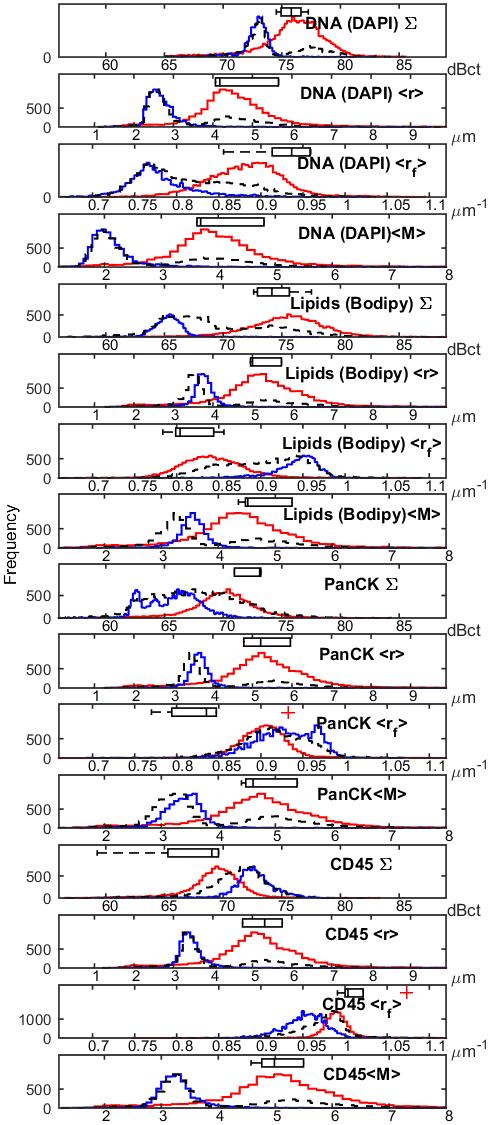 DNA (DAPI) Σ
0
60 65 70 75 80 85 dBct
DNA (DAPI) <r>
500
0
1 2 3 4 5 6 7 8 9 μm
DNA (DAPI) <r_f>
0
0.7 0.75 0.8 0.85 0.9 0.95 1 1.05 1.1 μm-1
DNA (DAPI)<M>
500
0
2 3 4 5 6 7 8
Lipids (Bodipy) Σ
500
0
60 65 70 75 80 85 dBct
Lipids (Bodipy) <r>
500
0
1 2 3 4 5 6 7 8 9 μm
Lipids (Bodipy) <r_f>
500
0
0.7 0.75 0.8 0.85 0.9 0.95 1 1.05 1.1 μm-1
Lipids (Bodipy)<M>
500
0
2 3 4 5 6 7 8
Frequency
PanCK Σ
500
0
60 65 70 75 80 85 dBct
PanCK <r>
500
0
1 2 3 4 5 6 7 8 9 μm
PanCK <r_f>
500
0
0.7 0.75 0.8 0.85 0.9 0.95 1 1.05 1.1 μm-1
PanCK<M>
500
0
2 3 4 5 6 7 8
CD45 Σ
500
0
60 65 70 75 80 85 dBct
CD45 <r>
500
0
1 2 3 4 5 6 7 8 9 μm
CD45 <r_f>
1000
0
0.7 0.75 0.8 0.85 0.9 0.95 1 1.05 1.1 μm-1
CD45<M>
500
0
2 3 4 5 6 7 8